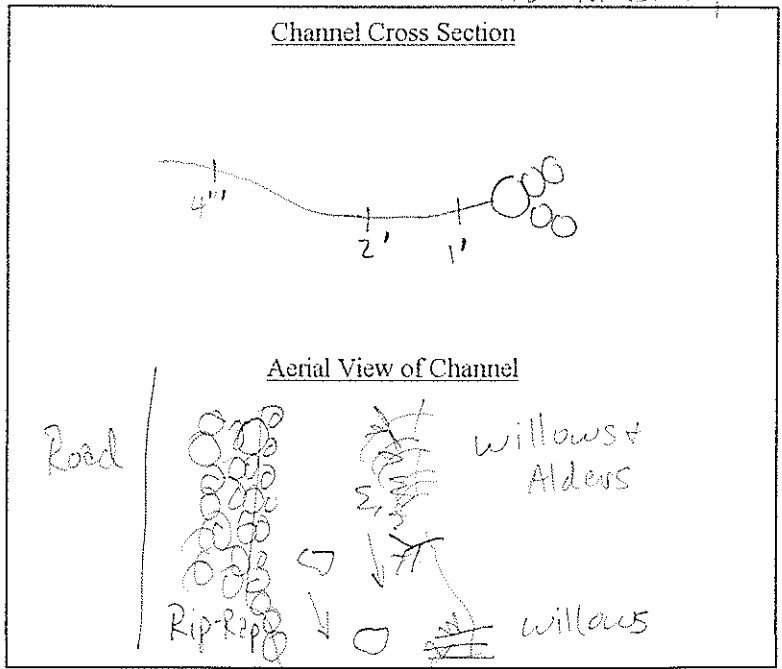 Channel Cross Section
4"
2'
1'
Aerial View of Channel
Road
Willows &
Alders
Rip-Rap
Willows